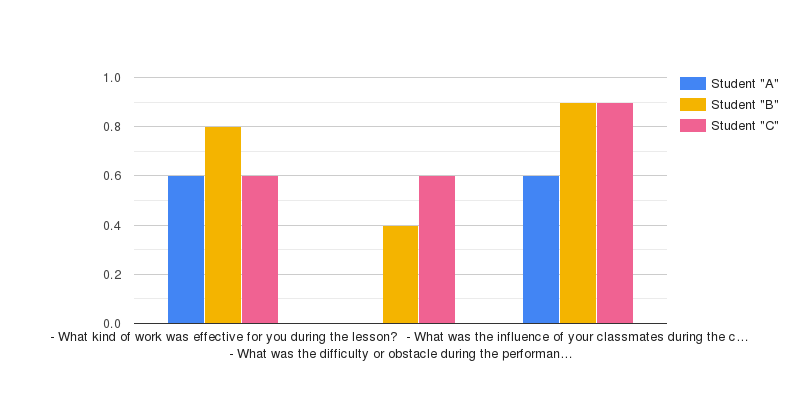 1.0
0.8
0.6
0.4
0.2
0.0
Student "A"
Student "B"
Student "C"
- What kind of work was effective for you during the lesson?
- What was the difficulty or obstacle during the performan…
- What was the influence of your classmates during the c…